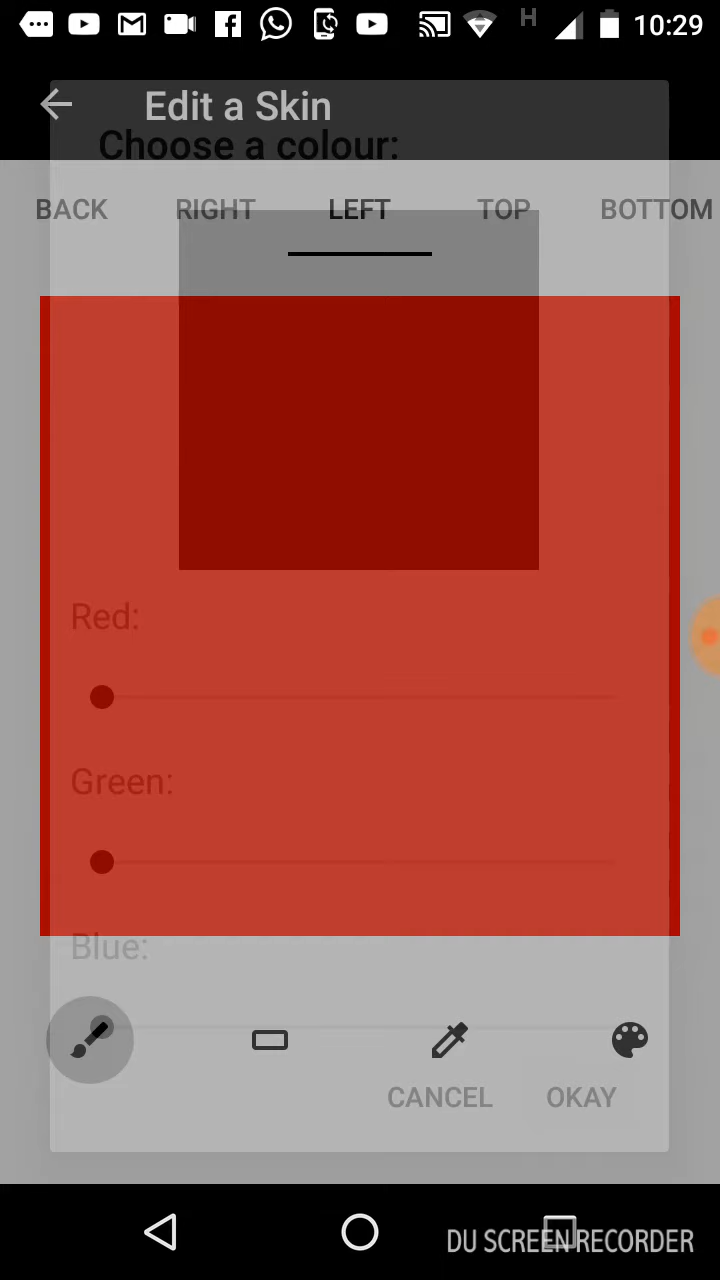 H 10:29
Edit a Skin
Choose a colour:
BACK RIGHT LEFT TOP BOTTOM
Red:
Green:
Blue:
CANCEL OKAY
DU SCREEN RECORDER